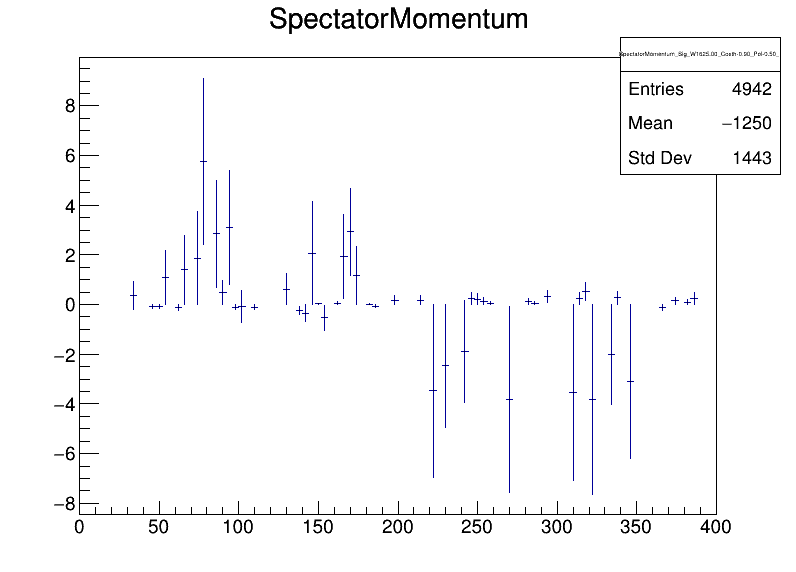 SpectatorMomentum
SpectatorMomentum_Sig_W1625.00_Costh-0.90_Pol-0.50_
Entries 4942
Mean −1250
Std Dev 1443
8
6
4
2
0
−2
−4
−6
−8
0 50 100 150 200 250 300 350 400